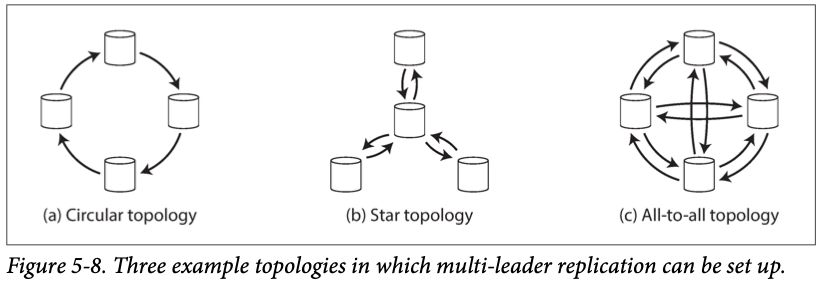 (a) Circular topology
(b) Star topology
(c) All-to-all topology
Figure 5-8. Three example topologies in which multi-leader replication can be set up.